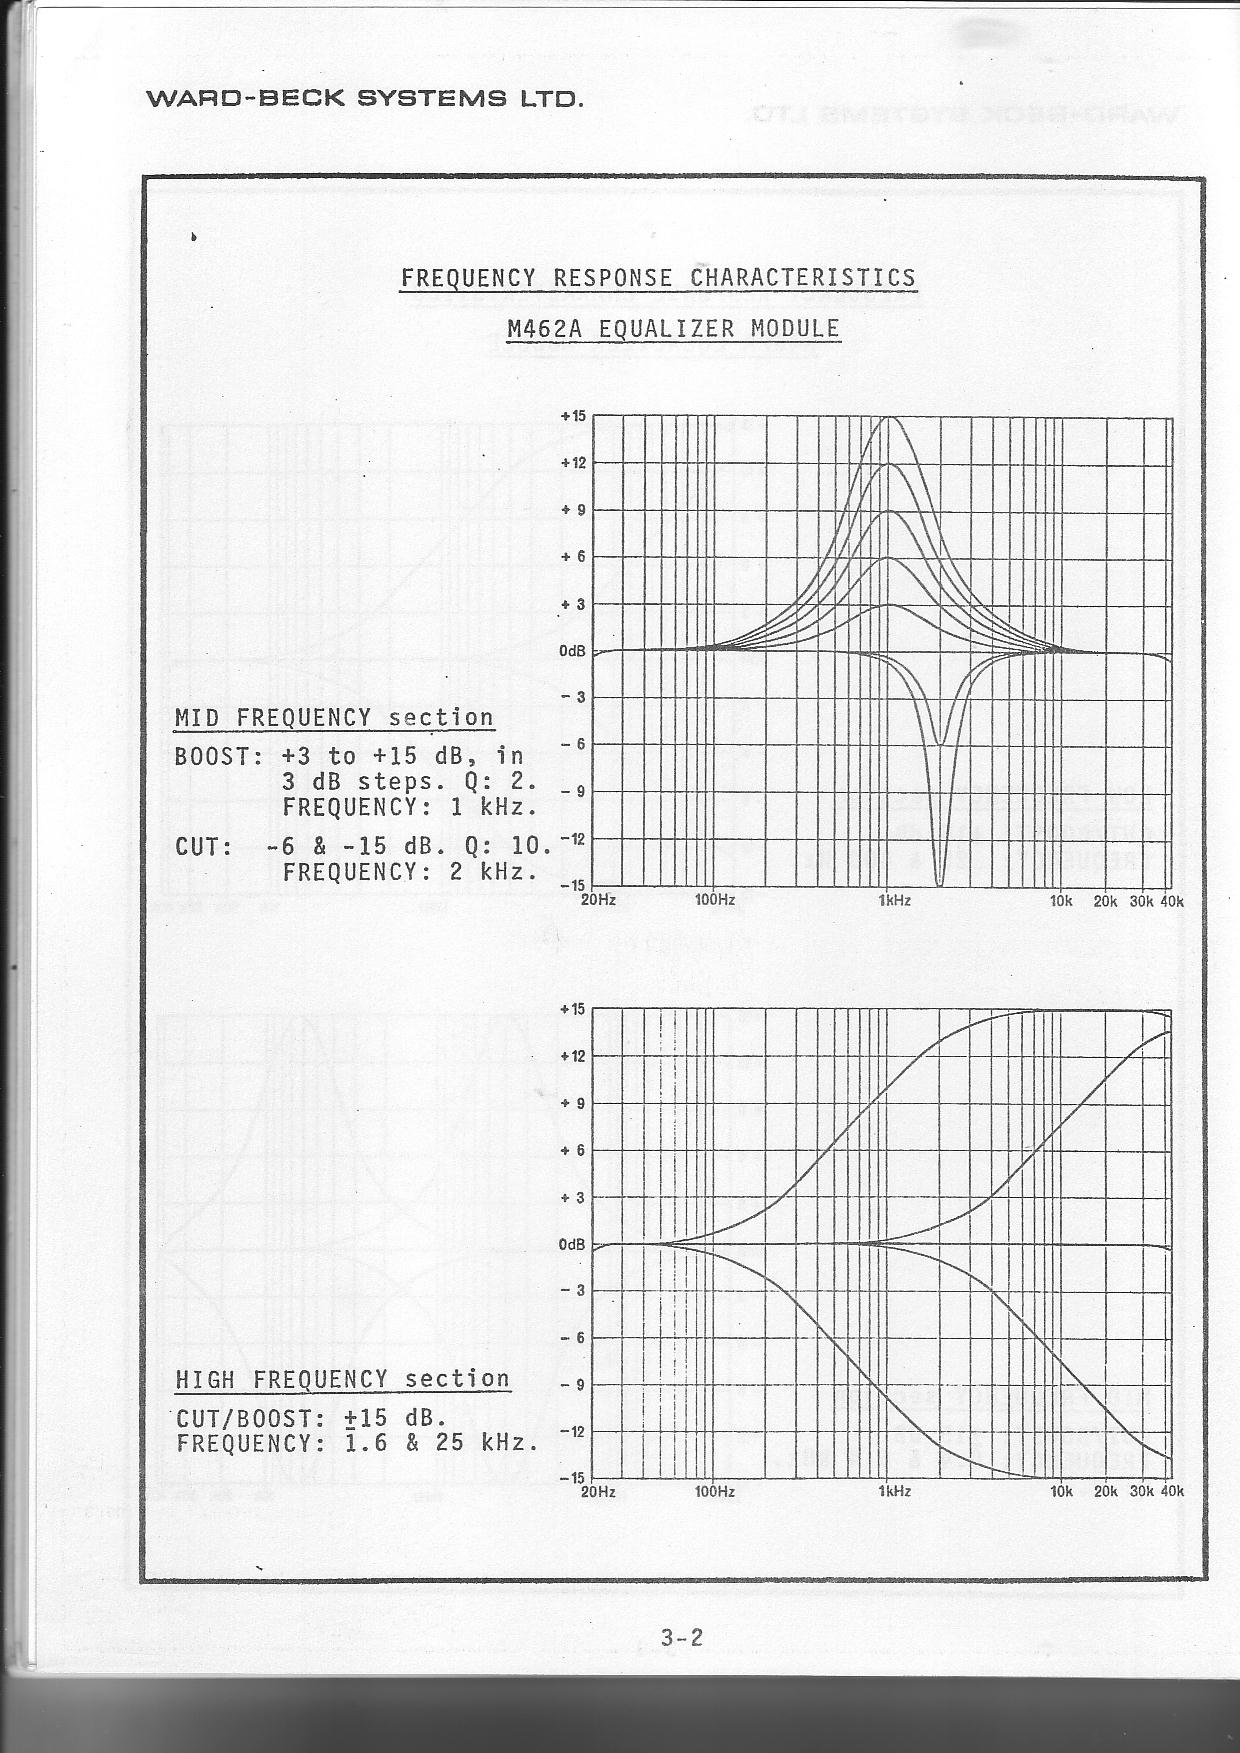 WARD-BECK SYSTEMS LTD.
FREQUENCY RESPONSE CHARACTERISTICS
M462A EQUALIZER MODULE
+15
+12
+ 9
+ 6
+ 3
0dB
- 3
- 6
- 9
-12
-15
20Hz 100Hz 1kHz 10k 20k 30k 40k
MID FREQUENCY section
BOOST: +3 to +15 dB, in
3 dB steps. Q: 2.
FREQUENCY: 1 kHz.
CUT: -6 & -15 dB. Q: 10.
FREQUENCY: 2 kHz.
+15
+12
+ 9
+ 6
+ 3
0dB
- 3
- 6
- 9
-12
-15
20Hz 100Hz 1kHz 10k 20k 30k 40k
HIGH FREQUENCY section
CUT/BOOST: ±15 dB.
FREQUENCY: 1.6 & 25 kHz.
3-2